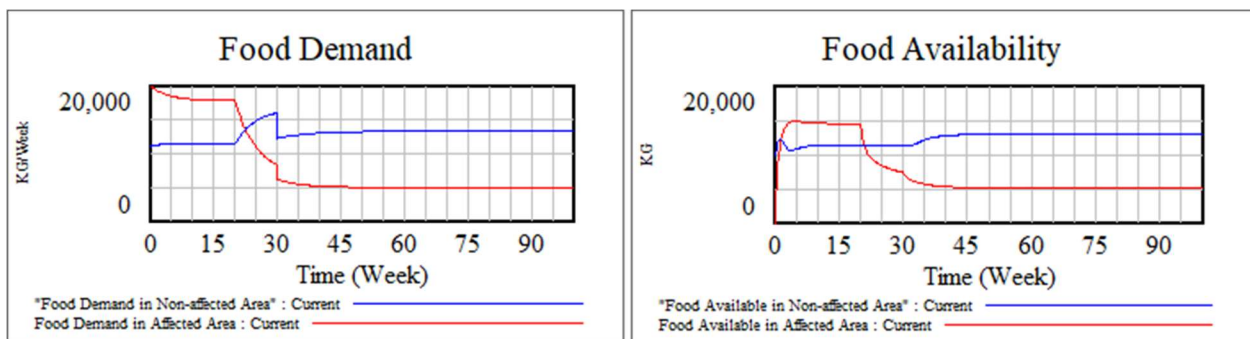 Food Demand
20,000
KG/Week
0
0 15 30 45 60 75 90
Time (Week)
"Food Demand in Non-affected Area" : Current
Food Demand in Affected Area : Current
Food Availability
20,000
KG
0
0 15 30 45 60 75 90
Time (Week)
"Food Available in Non-affected Area" : Current
Food Available in Affected Area : Current